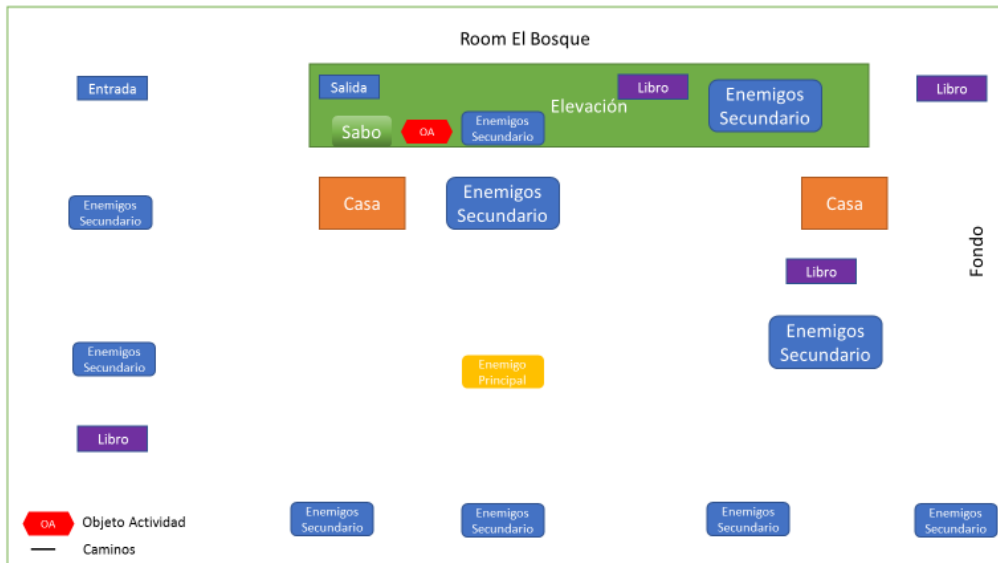 Room El Bosque
Entrada
Salida
Libro
Enemigos
Secundario
Libro
Elevación
Sabo
OA
Enemigos
Secundario
Enemigos
Secundario
Casa
Enemigos
Secundario
Casa
Fondo
Libro
Enemigos
Secundario
Enemigos
Secundario
Enemigo
Principal
Libro
Enemigos
Secundario
Enemigos
Secundario
Enemigos
Secundario
Enemigos
Secundario
OA
Objeto Actividad
Caminos